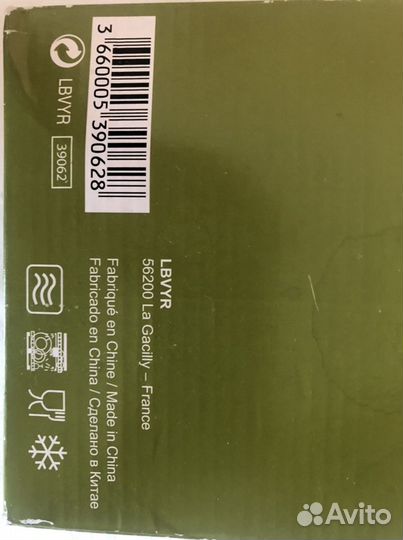 3 660005 390628
LBVYR
39062
LBVYR
56200 La Gacilly – France
Fabriqué en Chine / Made in China
Fabricado en China / Сделано в Китае
Avito